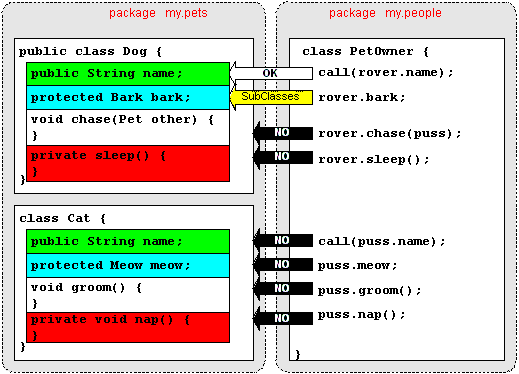 package my.pets
public class Dog {
public String name;
protected Bark bark;
void chase(Pet other) {
}
private sleep() {
}
}
class Cat {
public String name;
protected Meow meow;
void groom() {
}
private void nap() {
}
}
package my.people
class PetOwner {
OK call(rover.name);
SubClasses rover.bark;
NO rover.chase(puss);
NO rover.sleep();
NO call(puss.name);
NO puss.meow;
NO puss.groom();
NO puss.nap();
}